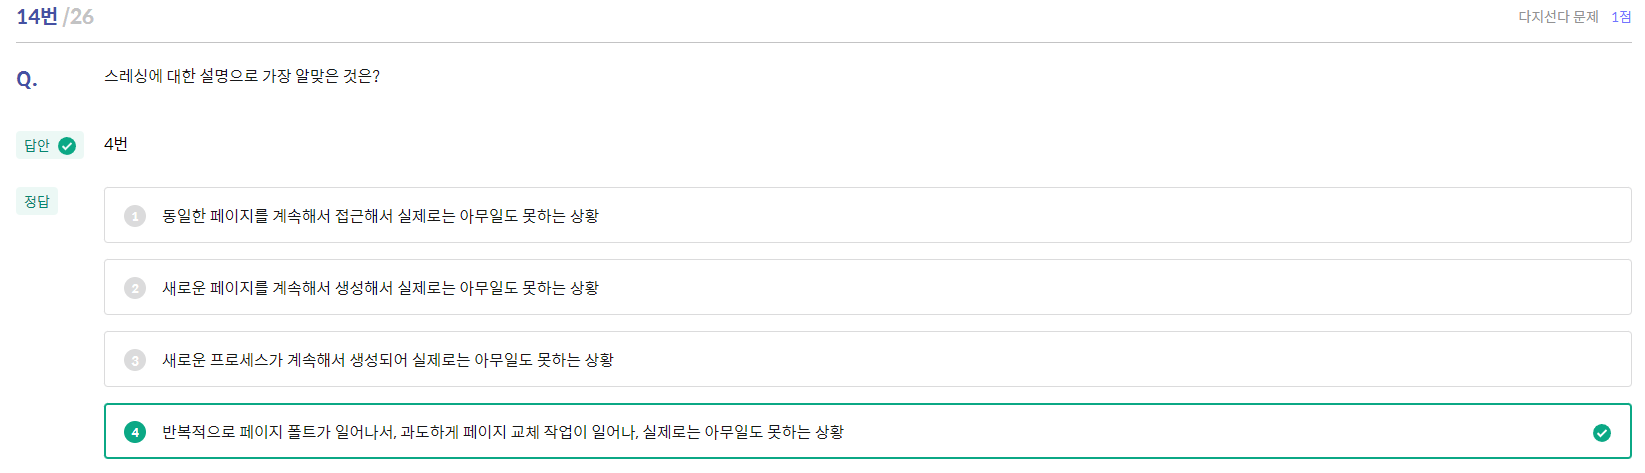 14번 /26
다지선다 문제 1점
Q. 스레싱에 대한 설명으로 가장 알맞은 것은?
답안 4번
정답
1 동일한 페이지를 계속해서 접근해서 실제로는 아무일도 못하는 상황
2 새로운 페이지를 계속해서 생성해서 실제로는 아무일도 못하는 상황
3 새로운 프로세스가 계속해서 생성되어 실제로는 아무일도 못하는 상황
4 반복적으로 페이지 폴트가 일어나서, 과도하게 페이지 교체 작업이 일어나, 실제로는 아무일도 못하는 상황